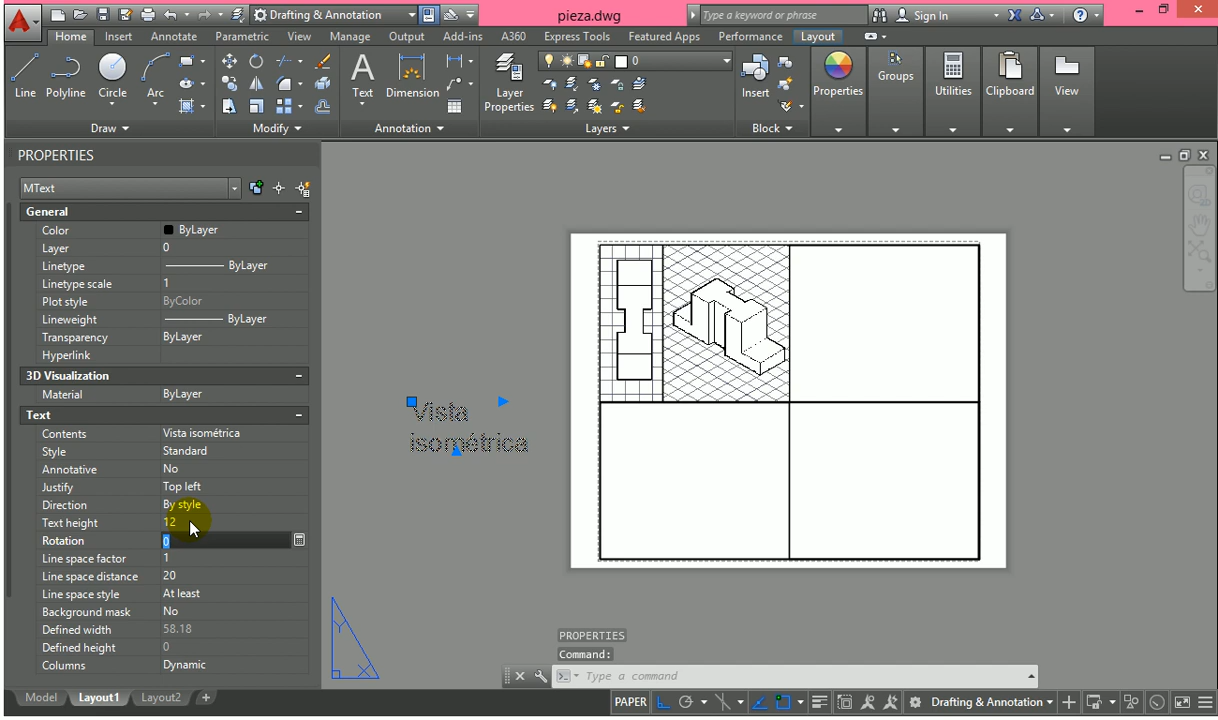 Drafting & Annotation
pieza.dwg
Type a keyword or phrase
Sign In
Home Insert Annotate Parametric View Manage Output Add-ins A360 Express Tools Featured Apps Performance Layout
Line Polyline Circle Arc
Text Dimension
Layer Properties
0
Insert
Properties
Groups
Utilities
Clipboard
View
Draw
Modify
Annotation
Layers
Block
PROPERTIES
MText
General
Color ByLayer
Layer 0
Linetype ByLayer
Linetype scale 1
Plot style ByColor
Lineweight ByLayer
Transparency ByLayer
Hyperlink
3D Visualization
Material ByLayer
Text
Contents Vista isométrica
Style Standard
Annotative No
Justify Top left
Direction By style
Text height 12
Rotation 0
Line space factor 1
Line space distance 20
Line space style At least
Background mask No
Defined width 58.18
Defined height 0
Columns Dynamic
Vista
isométrica
Y
X
PROPERTIES
Command:
Type a command
Model Layout1 Layout2 +
PAPER
Drafting & Annotation